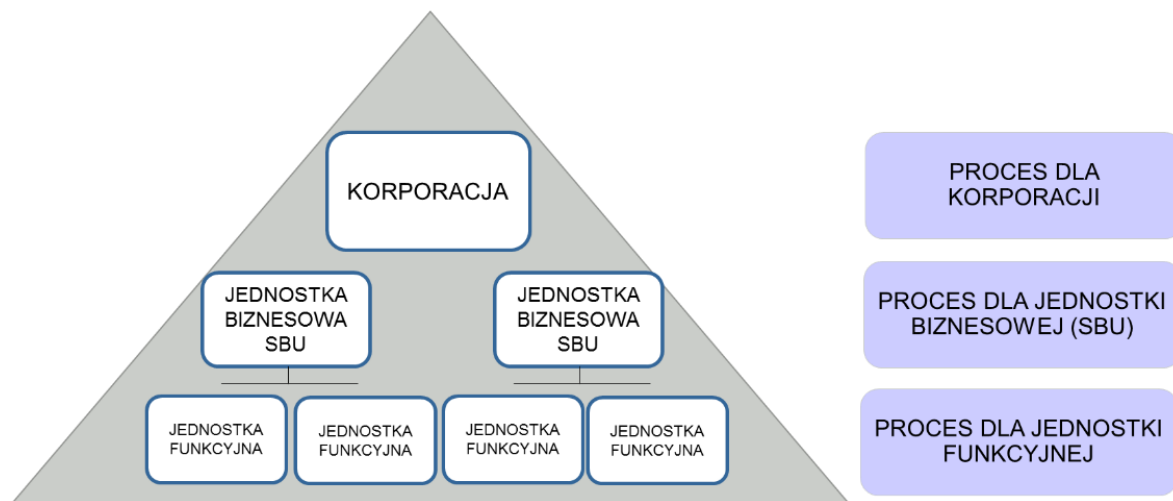 KORPORACJA
PROCES DLA
KORPORACJI
JEDNOSTKA
BIZNESOWA
SBU
JEDNOSTKA
BIZNESOWA
SBU
PROCES DLA JEDNOSTKI
BIZNESOWEJ (SBU)
JEDNOSTKA
FUNKCYJNA
JEDNOSTKA
FUNKCYJNA
JEDNOSTKA
FUNKCYJNA
JEDNOSTKA
FUNKCYJNA
PROCES DLA JEDNOSTKI
FUNKCYJNEJ